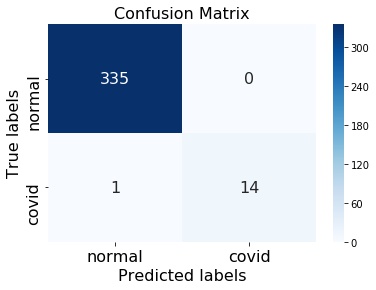 Confusion Matrix
True labels
normal
covid
335
0
1
14
normal
covid
Predicted labels
300
240
180
120
60
0